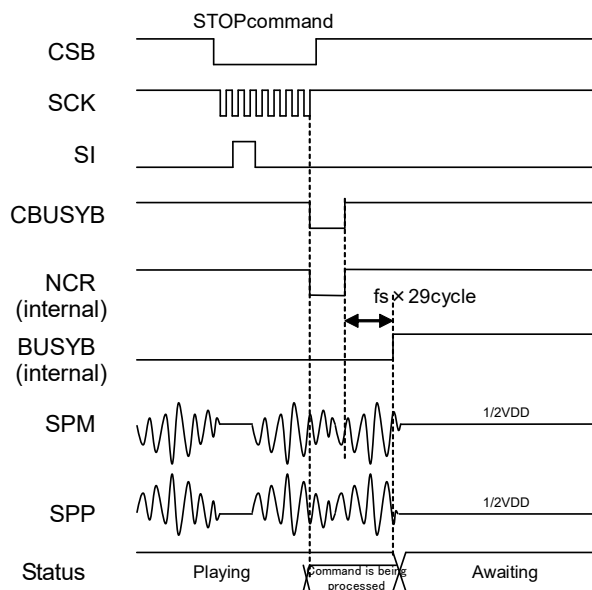 STOPcommand
CSB
SCK
SI
CBUSYB
NCR
(internal)
fs×29cycle
BUSYB
(internal)
SPM
1/2VDD
SPP
1/2VDD
Status
Playing
Command is being
processed
Awaiting